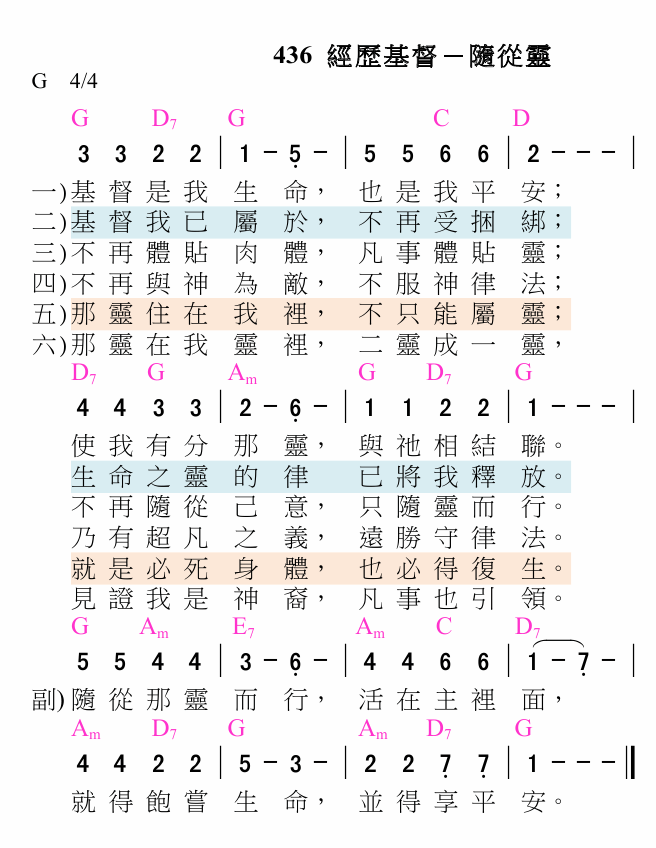 436 經歷基督－隨從靈
G 4/4
G D7 G C D
3 3 2 2 | 1 - 5̣ - | 5 5 6 6 | 2 - - - |
一)基督是我生命，也是我平安；
二)基督我已屬於，不再受捆綁；
三)不再體貼肉體，凡事體貼靈；
四)不再與神為敵，不服神律法；
五)那靈住在我裡，不只能屬靈；
六)那靈在我靈裡，二靈成一靈，
D7 G Am G D7 G
4 4 3 3 | 2 - 6̣ - | 1 1 2 2 | 1 - - - |
使我有分那靈，與祂相結聯。
生命之靈的律已將我釋放。
不再隨從己意，只隨靈而行。
乃有超凡之義，遠勝守律法。
就是必死身體，也必得復生。
見證我是神裔，凡事也引領。
G Am E7 Am C D7
5 5 4 4 | 3 - 6̣ - | 4 4 6 6 | 1 - 7̣ - |
副)隨從那靈而行，活在主裡面，
Am D7 G Am D7 G
4 4 2 2 | 5 - 3 - | 2 2 7̣ 7̣ | 1 - - - ‖
就得飽嘗生命，並得享平安。